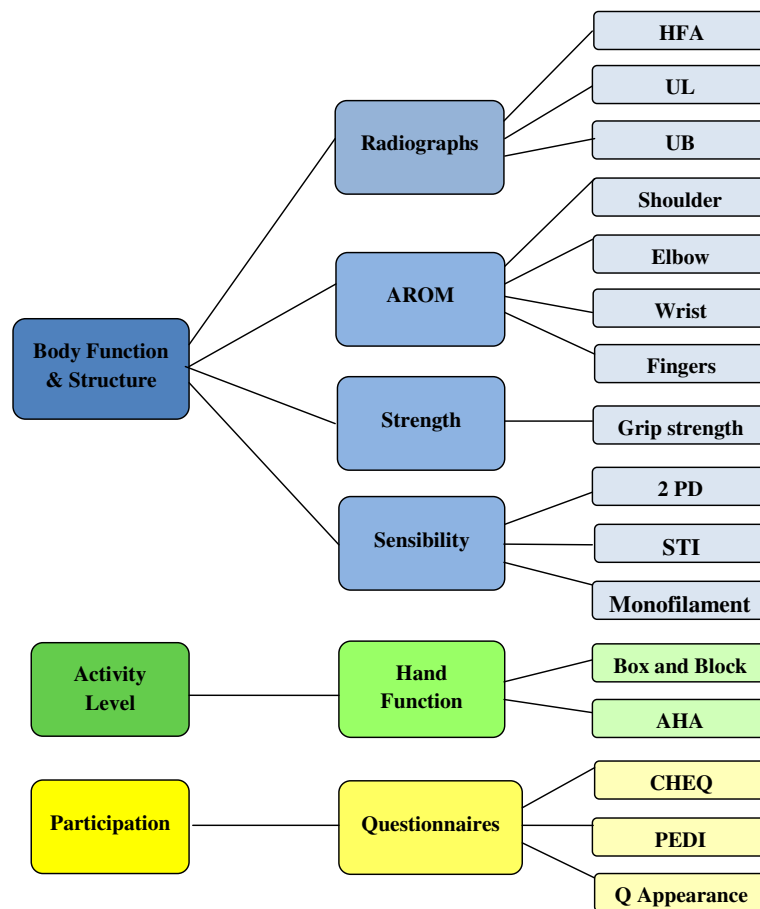 HFA
UL
Radiographs
UB
Shoulder
Elbow
AROM
Wrist
Body Function
& Structure
Fingers
Strength
Grip strength
2 PD
Sensibility
STI
Monofilament
Activity
Level
Hand
Function
Box and Block
AHA
CHEQ
Participation
Questionnaires
PEDI
Q Appearance